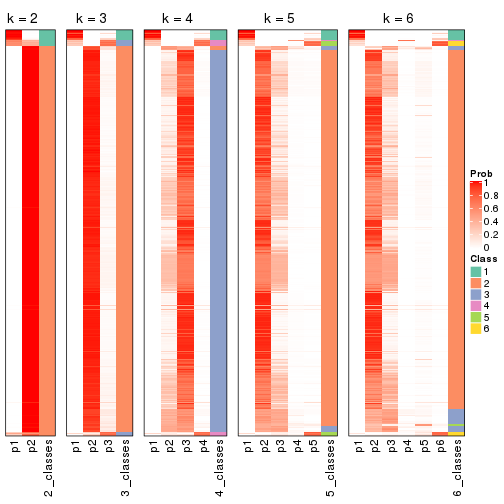 k = 2
k = 3
k = 4
k = 5
k = 6
Prob
1
0.8
0.6
0.4
0.2
0
Class
1
2
3
4
5
6
p1
p2
2_classes
p1
p2
p3
3_classes
p1
p2
p3
p4
4_classes
p1
p2
p3
p4
p5
5_classes
p1
p2
p3
p4
p5
p6
6_classes